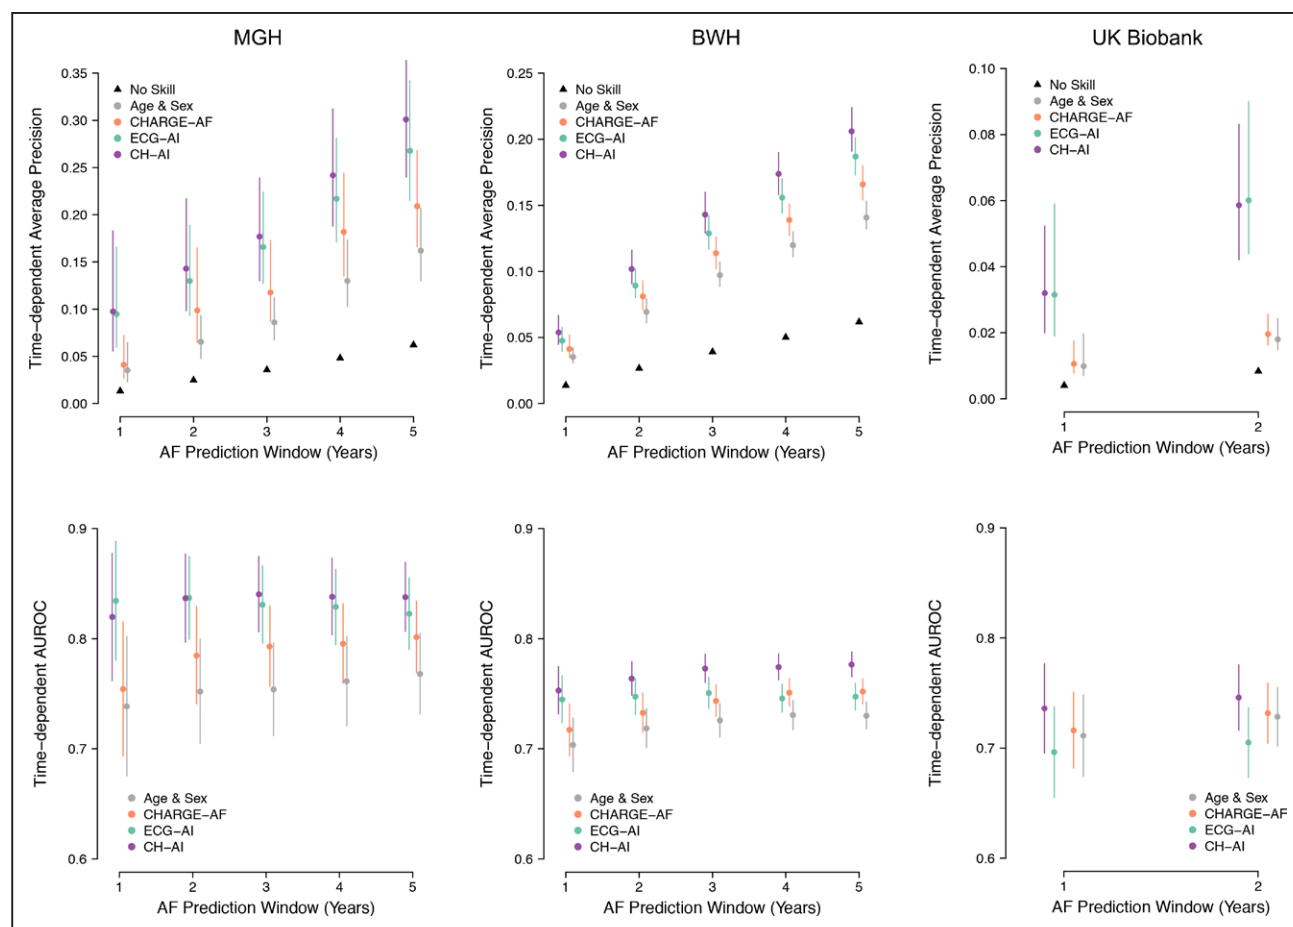 MGH
BWH
UK Biobank
Time-dependent Average Precision
0.35
0.30
0.25
0.20
0.15
0.10
0.05
0.00
No Skill
Age & Sex
CHARGE-AF
ECG-AI
CH-AI
1 2 3 4 5
AF Prediction Window (Years)
Time-dependent Average Precision
0.25
0.20
0.15
0.10
0.05
0.00
No Skill
Age & Sex
CHARGE-AF
ECG-AI
CH-AI
1 2 3 4 5
AF Prediction Window (Years)
Time-dependent Average Precision
0.10
0.08
0.06
0.04
0.02
0.00
No Skill
Age & Sex
CHARGE-AF
ECG-AI
CH-AI
1 2
AF Prediction Window (Years)
Time-dependent AUROC
0.9
0.8
0.7
0.6
Age & Sex
CHARGE-AF
ECG-AI
CH-AI
1 2 3 4 5
AF Prediction Window (Years)
Time-dependent AUROC
0.9
0.8
0.7
0.6
Age & Sex
CHARGE-AF
ECG-AI
CH-AI
1 2 3 4 5
AF Prediction Window (Years)
Time-dependent AUROC
0.9
0.8
0.7
0.6
Age & Sex
CHARGE-AF
ECG-AI
CH-AI
1 2
AF Prediction Window (Years)